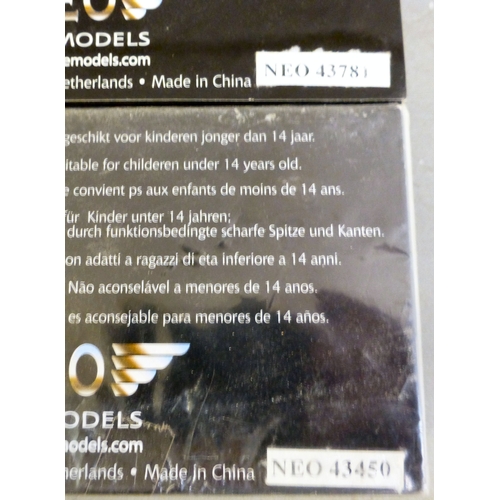 EO
MODELS
emodels.com
etherlands • Made in China NEO 43781
geschikt voor kinderen jonger dan 14 jaar.
itable for childeren under 14 years old.
e convient ps aux enfants de moins de 14 ans.
für Kinder unter 14 jahren;
durch funktionsbedingte scharfe Spitze und Kanten.
on adatti a ragazzi di eta inferiore a 14 anni.
Não aconselável a menores de 14 anos.
es aconsejable para menores de 14 años.
O
ODELS
models.com
herlands • Made in China NEO 43450